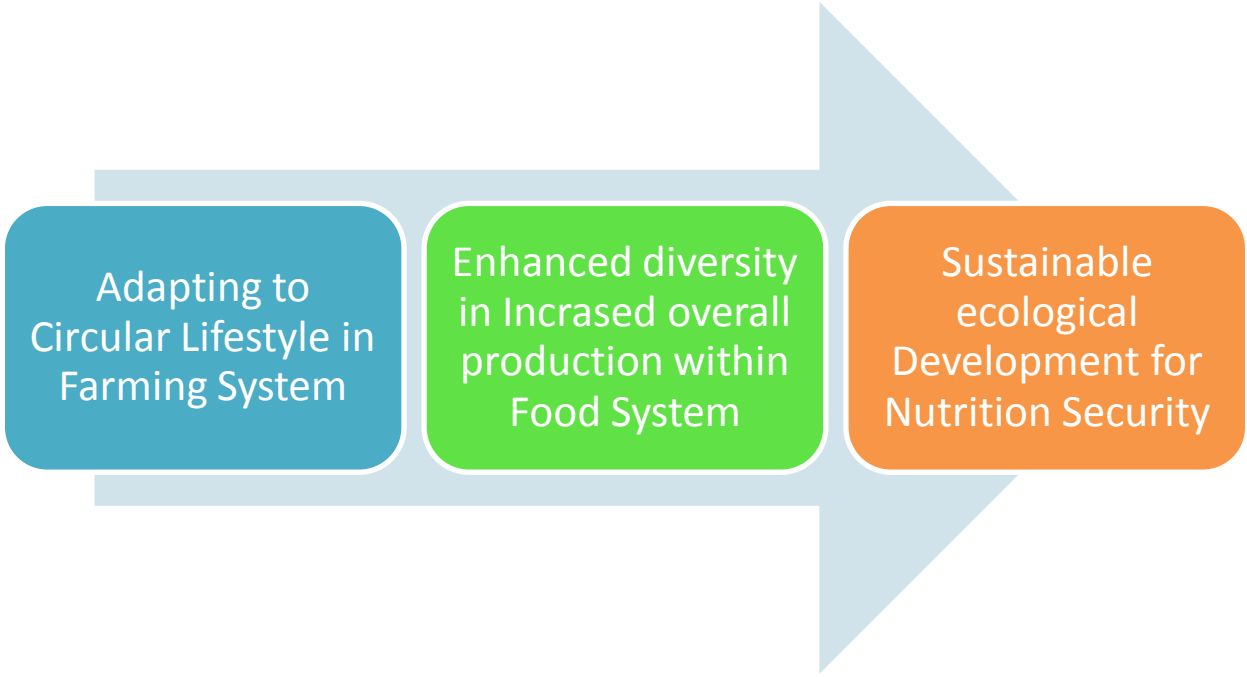 Adapting to
Circular Lifestyle in
Farming System
Enhanced diversity
in Incrased overall
production within
Food System
Sustainable
ecological
Development for
Nutrition Security